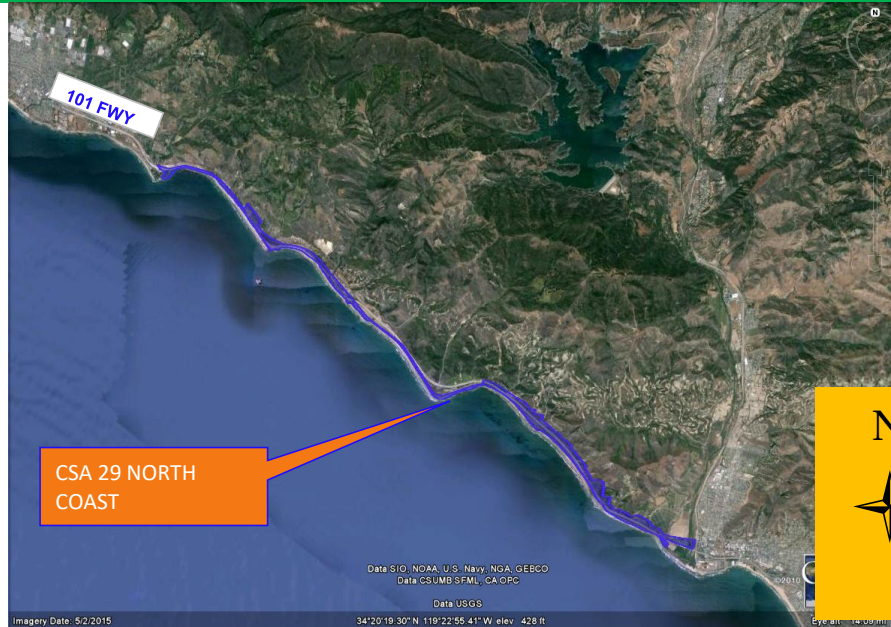 N
101 FWY
CSA 29 NORTH
COAST
N
Data SIO, NOAA, U.S. Navy, NGA, GEBCO
Data CSUMB SFML, CA OPC
Data USGS
©2010
Imagery Date: 5/2/2015
34°20'19.30" N 119°22'55.41" W elev 428 ft
Eye alt 14.09 mi